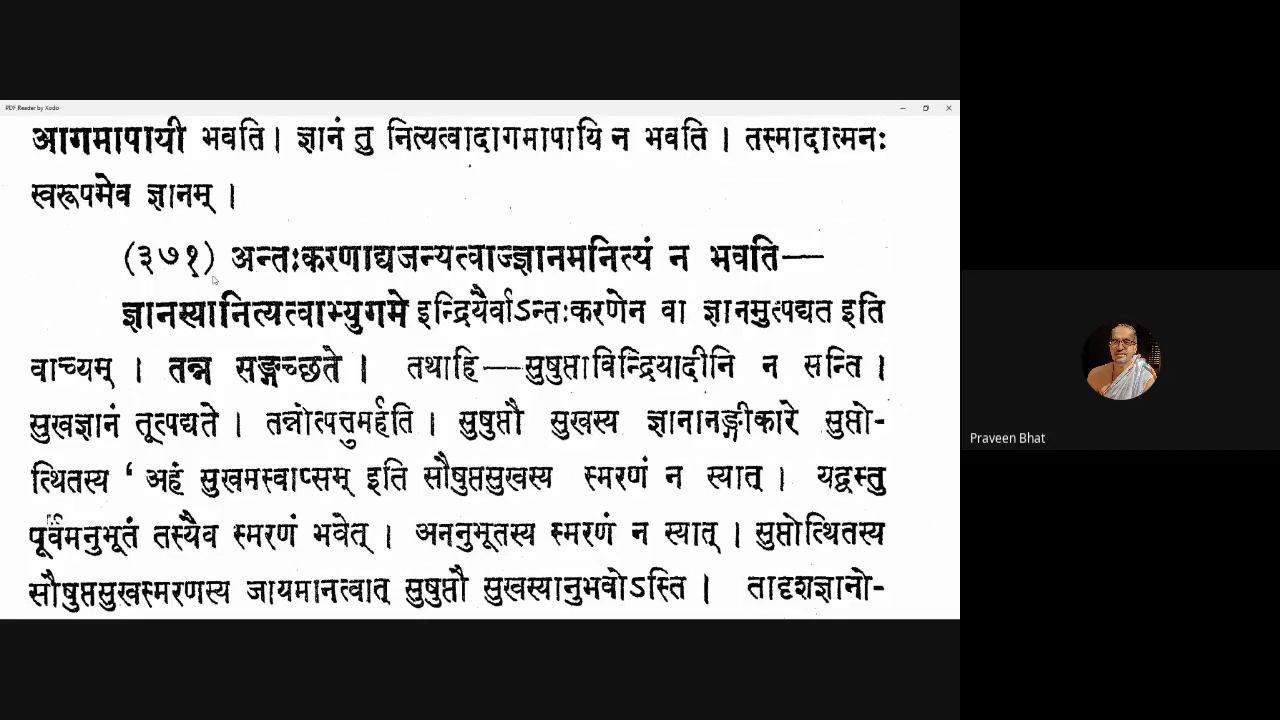 PDF Reader by Xodo
आगमापायी भवति । ज्ञानं तु नित्यत्वादागमापायि न भवति । तस्मादात्मनः
स्वरूपमेव ज्ञानम् ।
(३७१) अन्तःकरणाद्यजन्यत्वाज्ज्ञानमनित्यं न भवति—
ज्ञानस्यानित्यत्वाभ्युगमे इन्द्रियैर्वाऽन्तःकरणेन वा ज्ञानमुत्पद्यत इति
वाच्यम् । तन्न सङ्गच्छते । तथाहि—सुषुप्ताविन्द्रियादीनि न सन्ति ।
सुखज्ञानं तूत्पद्यते । तन्नोत्पत्तुमर्हति । सुषुप्तौ सुखस्य ज्ञानानङ्गीकारे सुप्तो-
त्थितस्य ‘ अहं सुखमस्वाप्सम् इति सौषुप्तसुखस्य स्मरणं न स्यात् । यद्वस्तु
पूर्वमनुभूतं तस्यैव स्मरणं भवेत् । अननुभूतस्य स्मरणं न स्यात् । सुप्तोत्थितस्य
सौषुप्तसुखस्मरणस्य जायमानत्वात् सुषुप्तौ सुखस्यानुभवोऽस्ति । तादृशज्ञानो-
Praveen Bhat